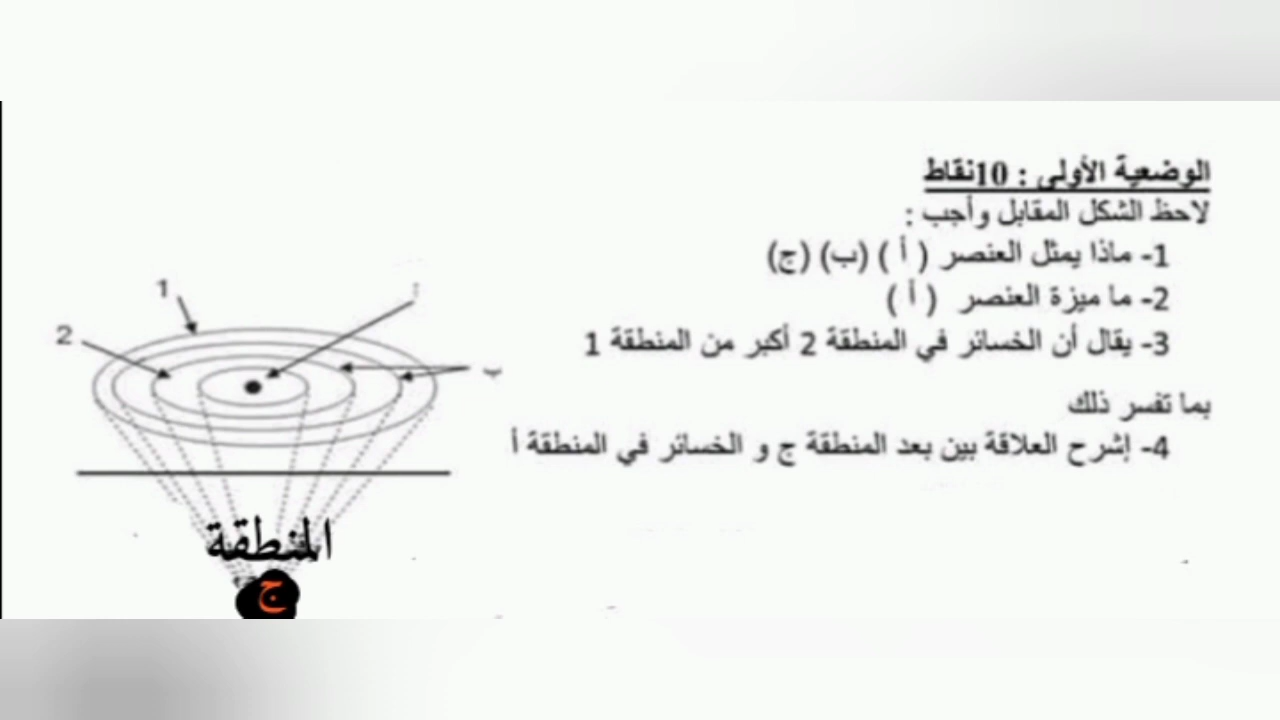 الوضعية الأولى : 10نقاط
لاحظ الشكل المقابل وأجب :
1- ماذا يمثل العنصر ( أ ) (ب) (ج)
2- ما ميزة العنصر ( أ )
3- يقال أن الخسائر في المنطقة 2 أكبر من المنطقة 1
بما تفسر ذلك
4- إشرح العلاقة بين بعد المنطقة ج و الخسائر في المنطقة أ
1
أ
2
ب
المنطقة
ج